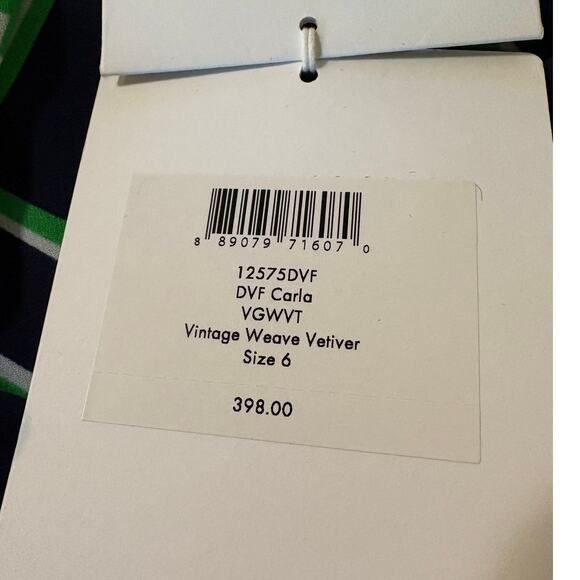 8 89079 71607 0
12575DVF
DVF Carla
VGWVT
Vintage Weave Vetiver
Size 6
398.00